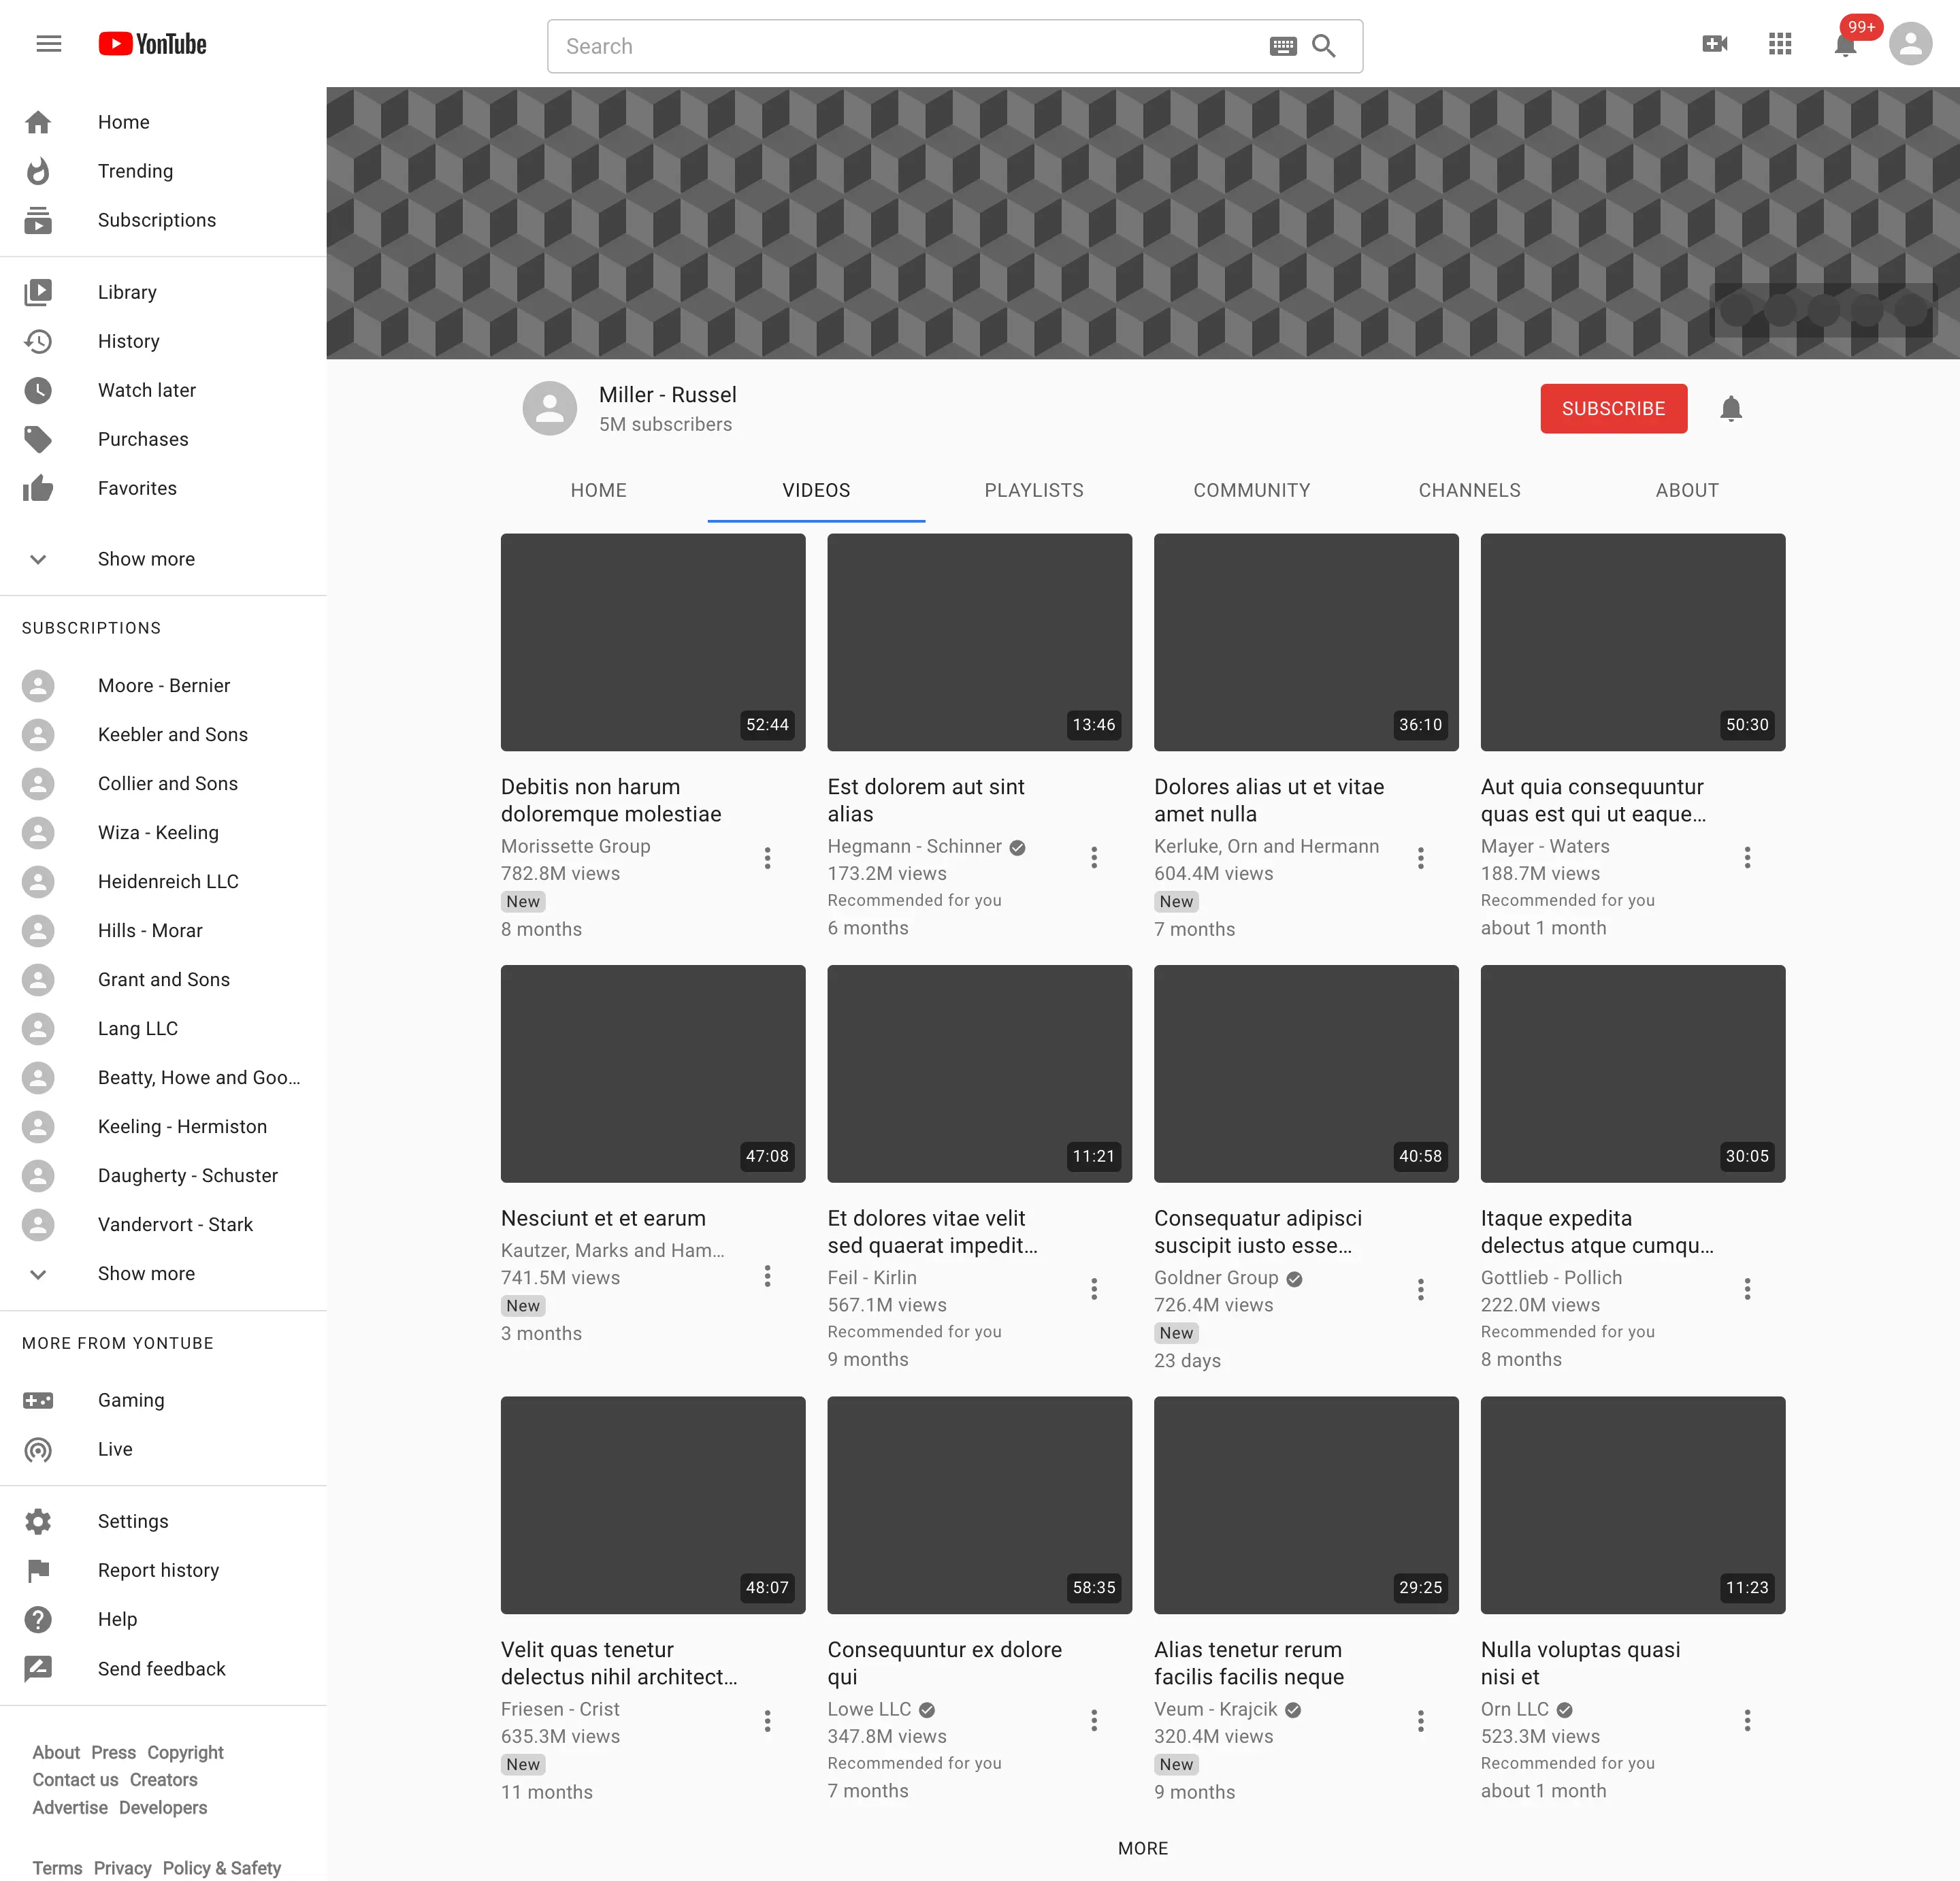 YonTube
Search
99+
Home
Trending
Subscriptions
Library
History
Watch later
Purchases
Favorites
Show more
SUBSCRIPTIONS
Moore - Bernier
Keebler and Sons
Collier and Sons
Wiza - Keeling
Heidenreich LLC
Hills - Morar
Grant and Sons
Lang LLC
Beatty, Howe and Goo...
Keeling - Hermiston
Daugherty - Schuster
Vandervort - Stark
Show more
MORE FROM YONTUBE
Gaming
Live
Settings
Report history
Help
Send feedback
About Press Copyright
Contact us Creators
Advertise Developers
Terms Privacy Policy & Safety
Miller - Russel
5M subscribers
SUBSCRIBE
HOME VIDEOS PLAYLISTS COMMUNITY CHANNELS ABOUT
52:44
Debitis non harum
doloremque molestiae
Morissette Group
782.8M views
New
8 months
13:46
Est dolorem aut sint
alias
Hegmann - Schinner
173.2M views
Recommended for you
6 months
36:10
Dolores alias ut et vitae
amet nulla
Kerluke, Orn and Hermann
604.4M views
New
7 months
50:30
Aut quia consequuntur
quas est qui ut eaque...
Mayer - Waters
188.7M views
Recommended for you
about 1 month
47:08
Nesciunt et et earum
Kautzer, Marks and Ham...
741.5M views
New
3 months
11:21
Et dolores vitae velit
sed quaerat impedit...
Feil - Kirlin
567.1M views
Recommended for you
9 months
40:58
Consequatur adipisci
suscipit iusto esse...
Goldner Group
726.4M views
New
23 days
30:05
Itaque expedita
delectus atque cumqu...
Gottlieb - Pollich
222.0M views
Recommended for you
8 months
48:07
Velit quas tenetur
delectus nihil architect...
Friesen - Crist
635.3M views
New
11 months
58:35
Consequuntur ex dolore
qui
Lowe LLC
347.8M views
Recommended for you
7 months
29:25
Alias tenetur rerum
facilis facilis neque
Veum - Krajcik
320.4M views
New
9 months
11:23
Nulla voluptas quasi
nisi et
Orn LLC
523.3M views
Recommended for you
about 1 month
MORE